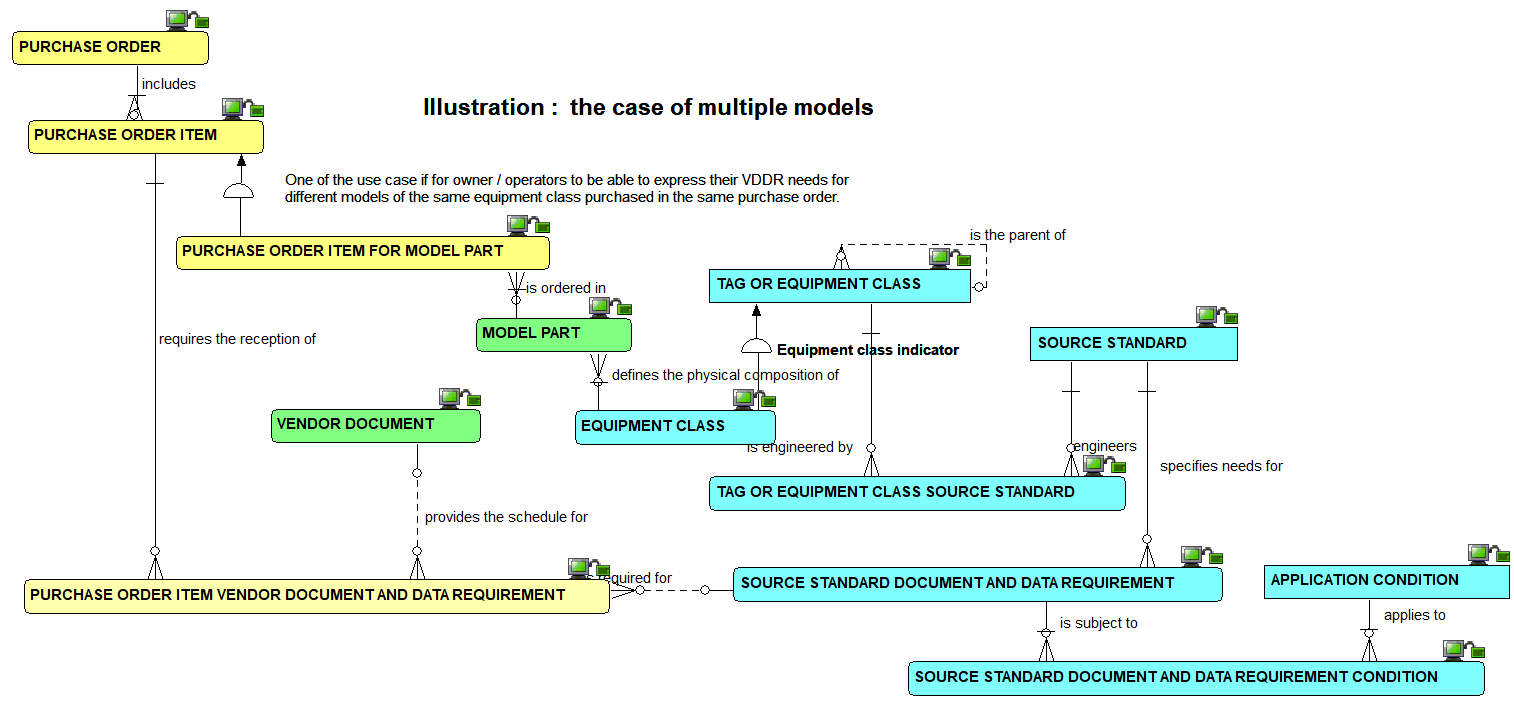 PURCHASE ORDER
includes
Illustration :  the case of multiple models
PURCHASE ORDER ITEM
One of the use case if for owner / operators to be able to express their VDDR needs for
different models of the same equipment class purchased in the same purchase order.
PURCHASE ORDER ITEM FOR MODEL PART
is the parent of
TAG OR EQUIPMENT CLASS
is ordered in
MODEL PART
requires the reception of
SOURCE STANDARD
Equipment class indicator
defines the physical composition of
VENDOR DOCUMENT
EQUIPMENT CLASS
is engineered by
engineers
specifies needs for
TAG OR EQUIPMENT CLASS SOURCE STANDARD
provides the schedule for
is required for
PURCHASE ORDER ITEM VENDOR DOCUMENT AND DATA REQUIREMENT
SOURCE STANDARD DOCUMENT AND DATA REQUIREMENT
APPLICATION CONDITION
is subject to
applies to
SOURCE STANDARD DOCUMENT AND DATA REQUIREMENT CONDITION